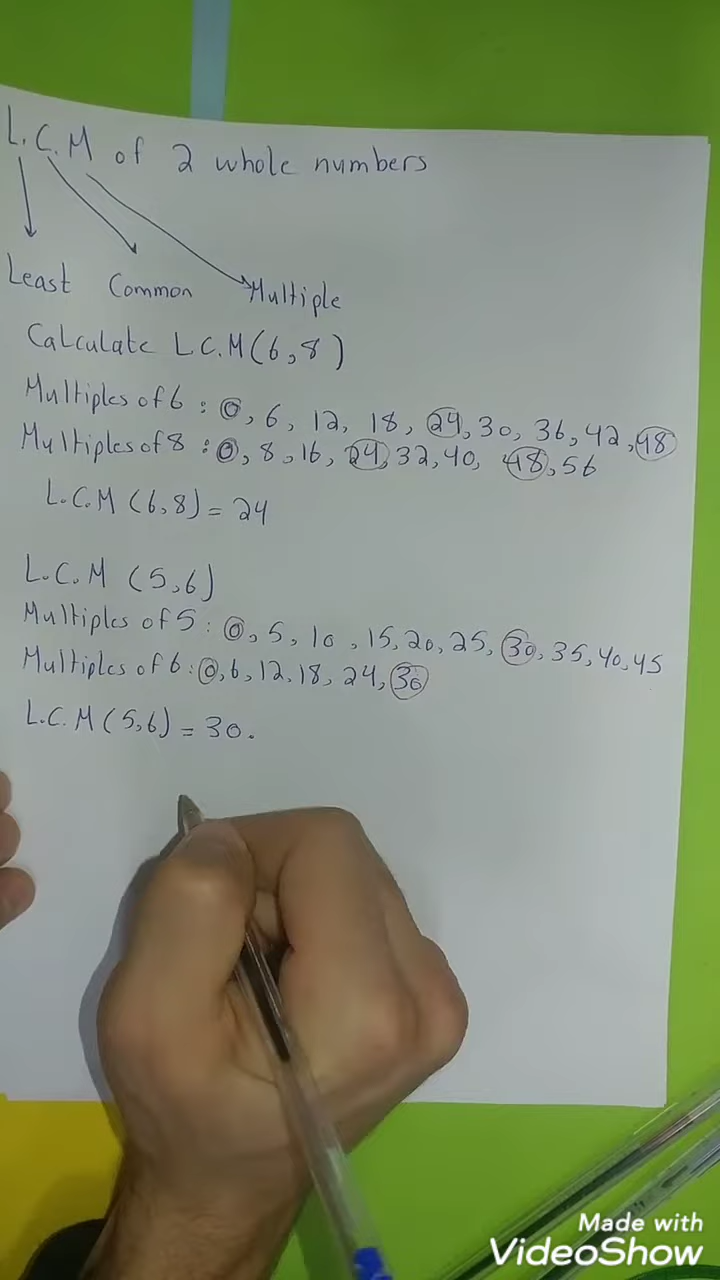 L.C.M of 2 whole numbers
Least Common Multiple
Calculate L.C.M(6,8)
Multiples of 6 : 0, 6, 12, 18, 24, 30, 36, 42, 48
Multiples of 8 : 0, 8, 16, 24, 32, 40, 48, 56
L.C.M (6,8) = 24
L.C.M (5,6)
Multiples of 5 : 0, 5, 10, 15, 20, 25, 30, 35, 40, 45
Multiples of 6 : 0, 6, 12, 18, 24, 30
L.C.M (5,6) = 30.
Made with
VideoShow